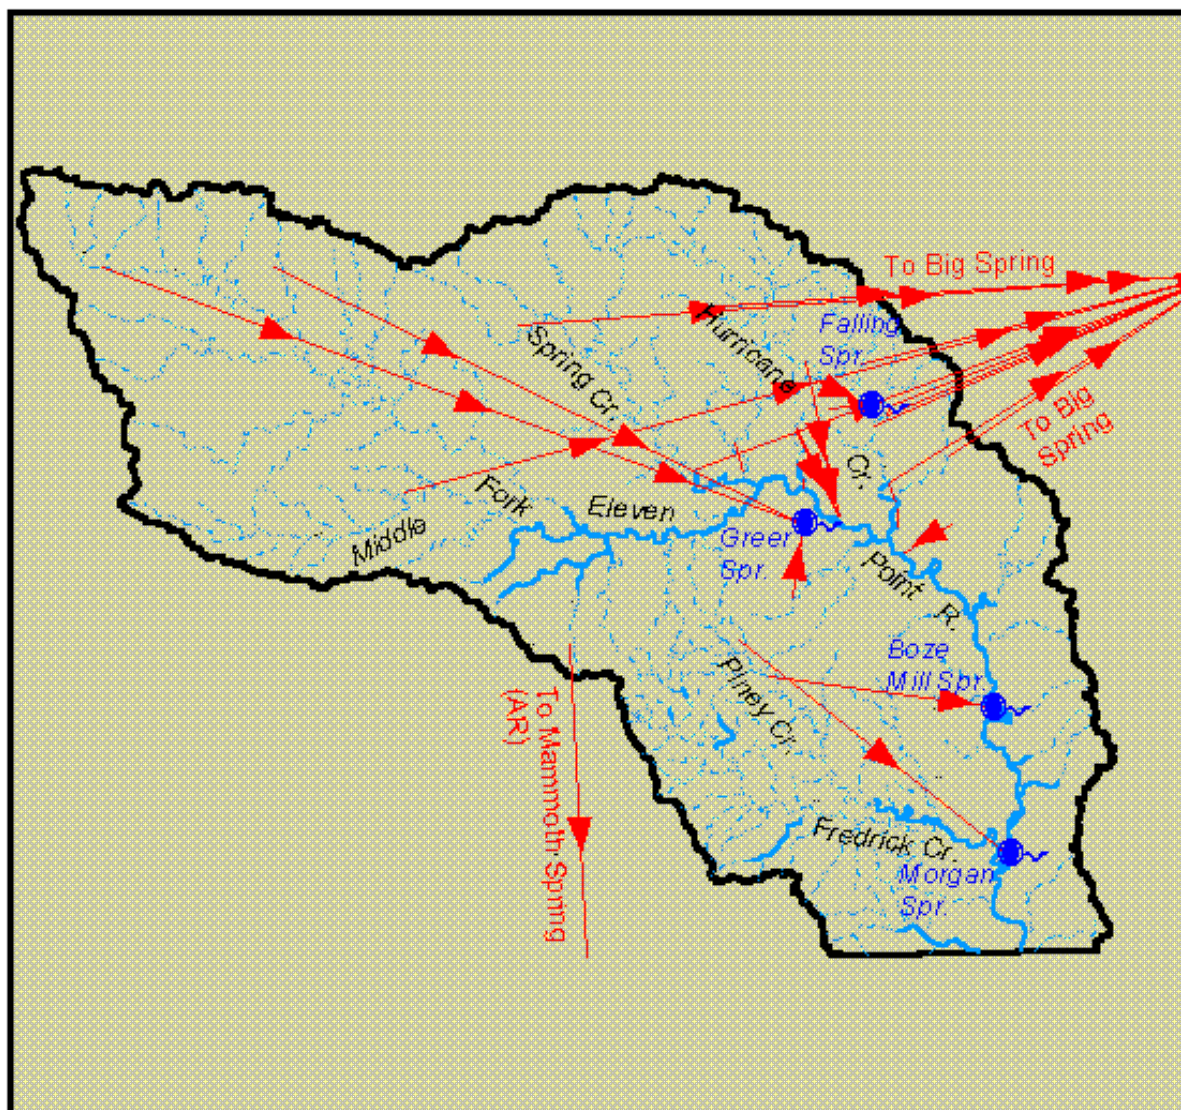 To Big Spring
Hurricane
Falling
Spr.
Spring Cr.
To Big
Spring
Cr.
Fork
Eleven
Middle
Greer
Spr.
Point R.
Boze
Mill Spr.
Piney Cr.
To Mammoth Spring
(AR)
Fredrick Cr.
Morgan
Spr.